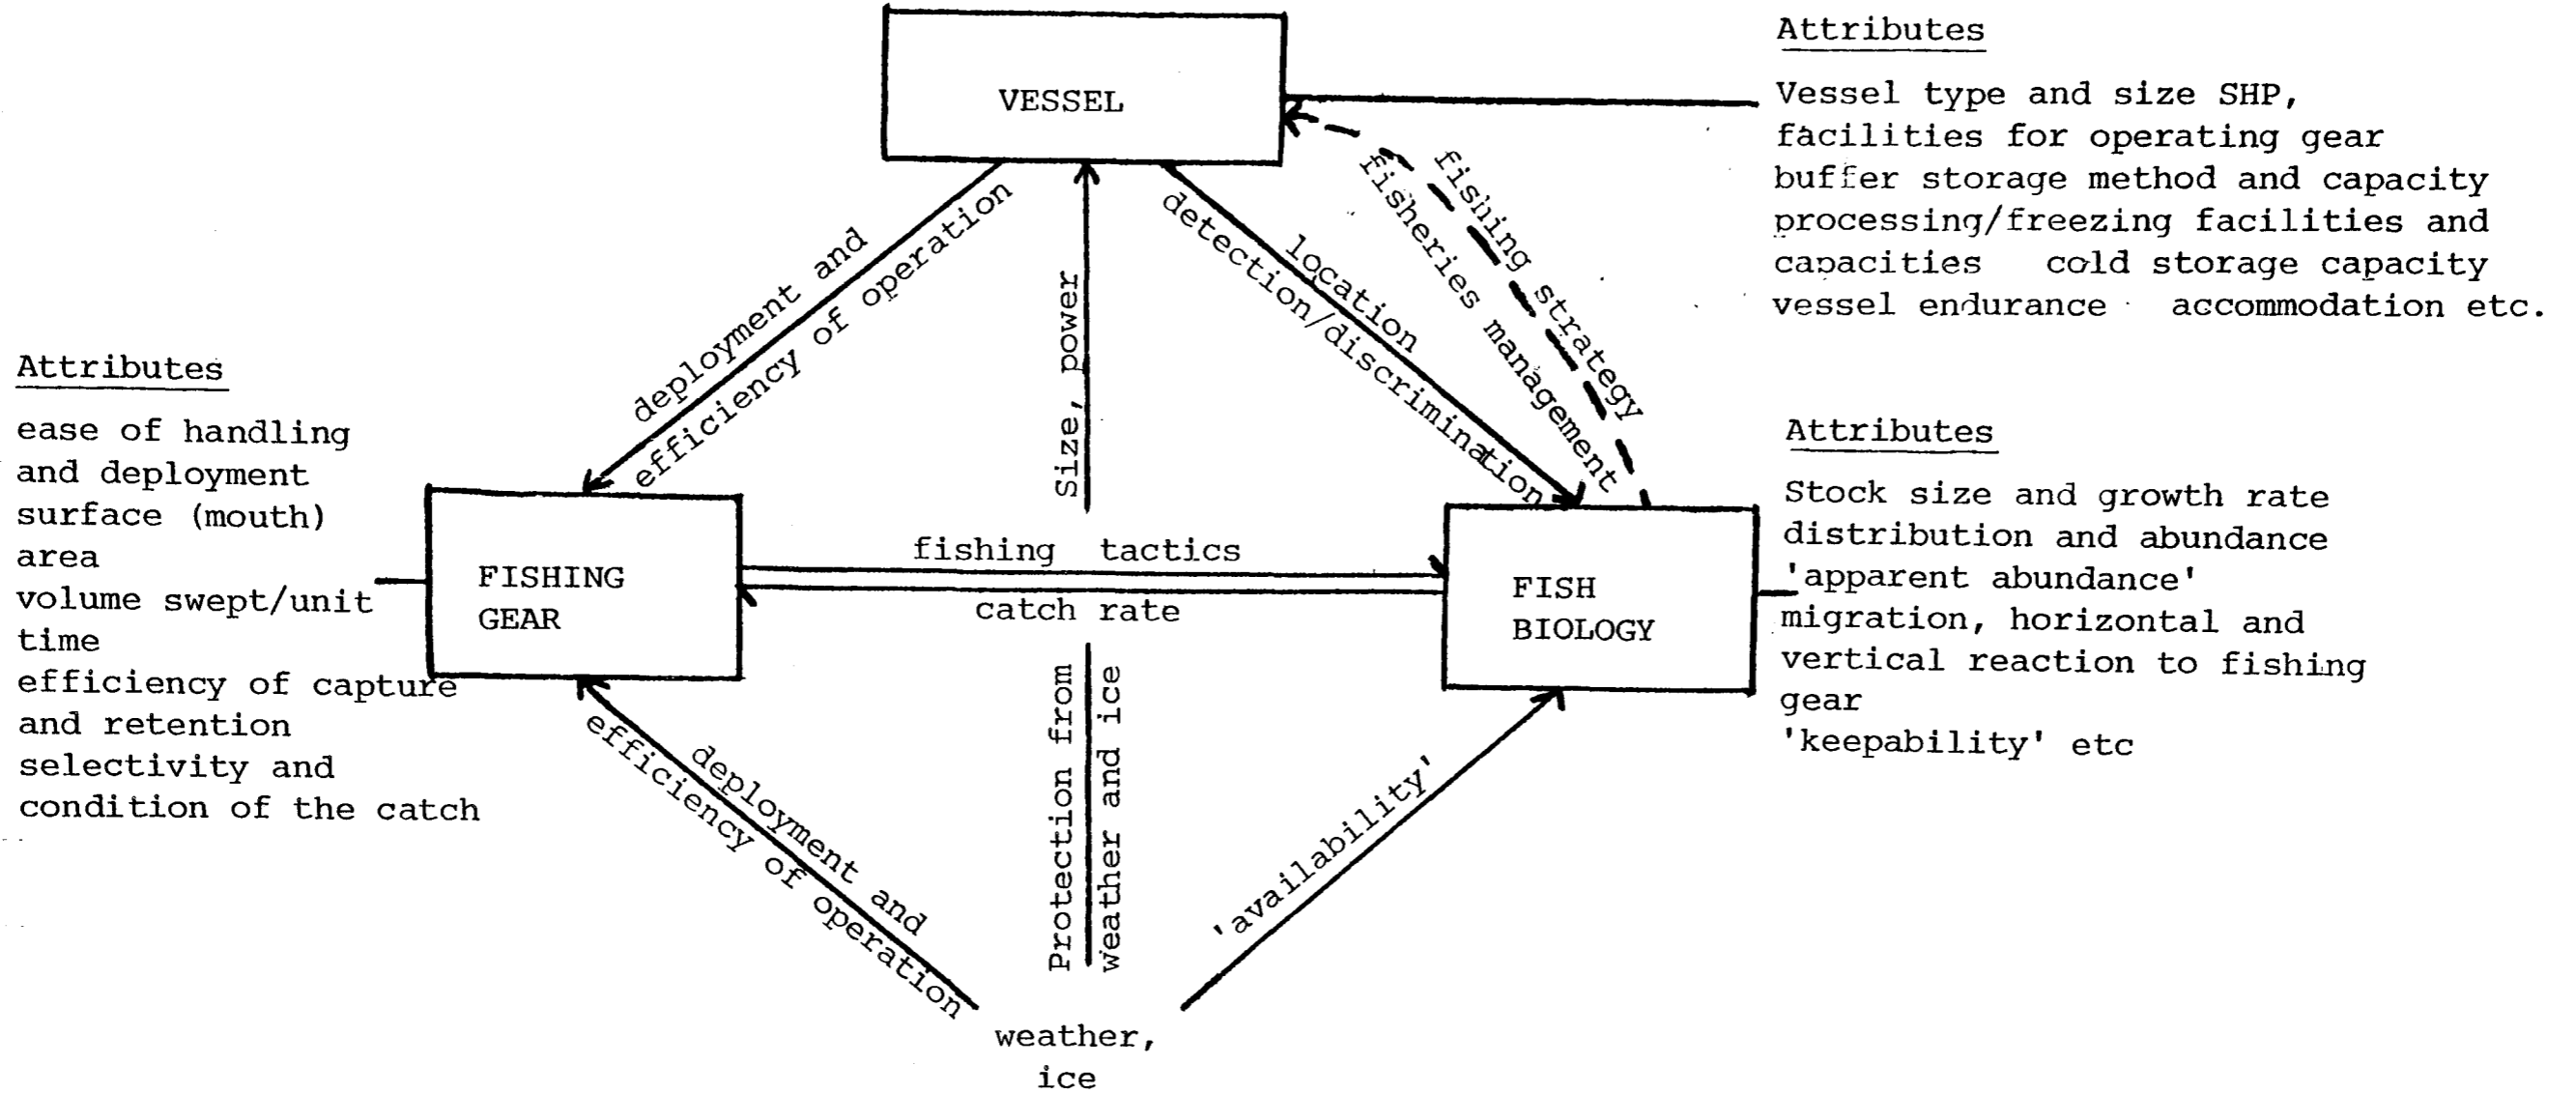 VESSEL
Attributes
Vessel type and size SHP,
facilities for operating gear
buffer storage method and capacity
processing/freezing facilities and
capacities cold storage capacity
vessel endurance accommodation etc.
deployment and
efficiency of operation
Size, power
location
detection/discrimination
fishing strategy
fisheries management
Attributes
ease of handling
and deployment
surface (mouth)
area
volume swept/unit
time
efficiency of capture
and retention
selectivity and
condition of the catch
FISHING
GEAR
fishing tactics
catch rate
FISH
BIOLOGY
Attributes
Stock size and growth rate
distribution and abundance
'apparent abundance'
migration, horizontal and
vertical reaction to fishing
gear
'keepability' etc
deployment and
efficiency of operation
Protection from
weather and ice
'availability'
weather,
ice